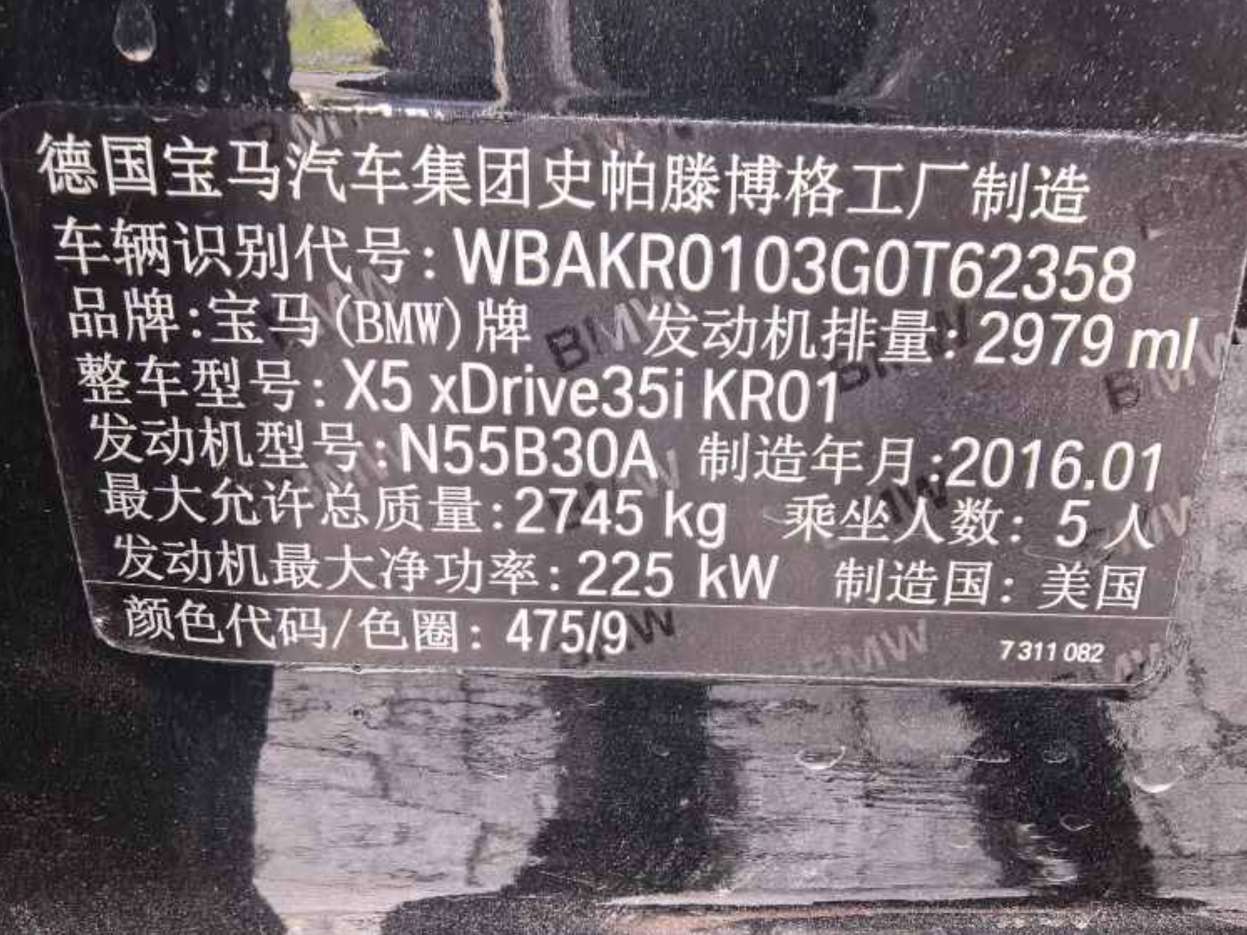 德国宝马汽车集团史帕滕博格工厂制造
车辆识别代号:WBAKR0103G0T62358
品牌:宝马(BMW)牌 发动机排量:2979 ml
整车型号:X5 xDrive35i KR01
发动机型号:N55B30A 制造年月:2016.01
最大允许总质量:2745 kg 乘坐人数:5 人
发动机最大净功率:225 kW 制造国:美国
颜色代码/色圈:475/9 7 311 082